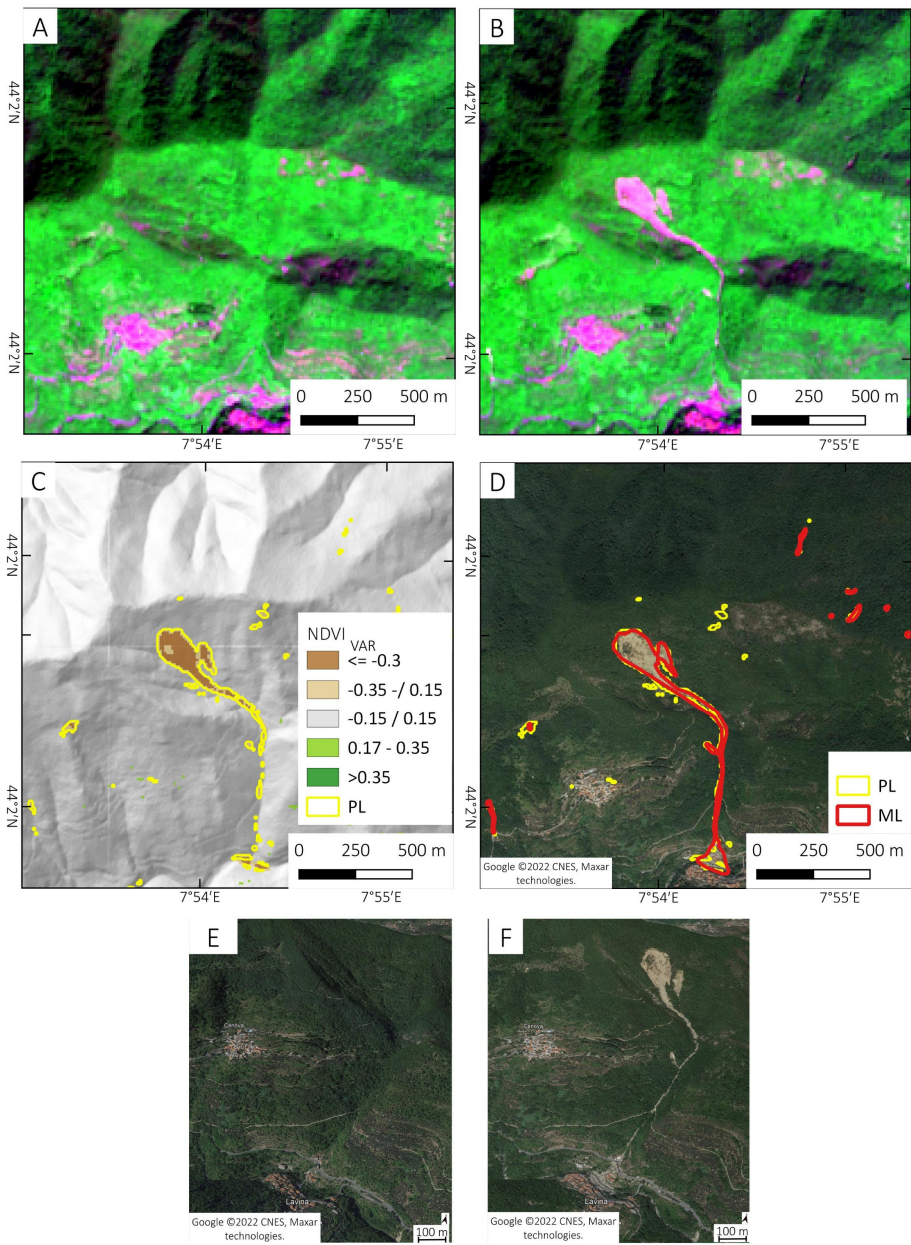 A
B
44°2′N
44°2′N
44°2′N
44°2′N
0 250 500 m
0 250 500 m
7°54′E 7°55′E
7°54′E 7°55′E
C
D
44°2′N
44°2′N
44°2′N
44°2′N
NDVI VAR
<= -0.3
-0.35 -/ 0.15
-0.15 / 0.15
0.17 - 0.35
>0.35
PL
PL
ML
0 250 500 m
0 250 500 m
Google ©2022 CNES, Maxar
technologies.
7°54′E
7°54′E 7°55′E
E
F
Cenova
Cenova
Lavina
Lavina
Google ©2022 CNES, Maxar
technologies.
100 m
Google ©2022 CNES, Maxar
technologies.
100 m